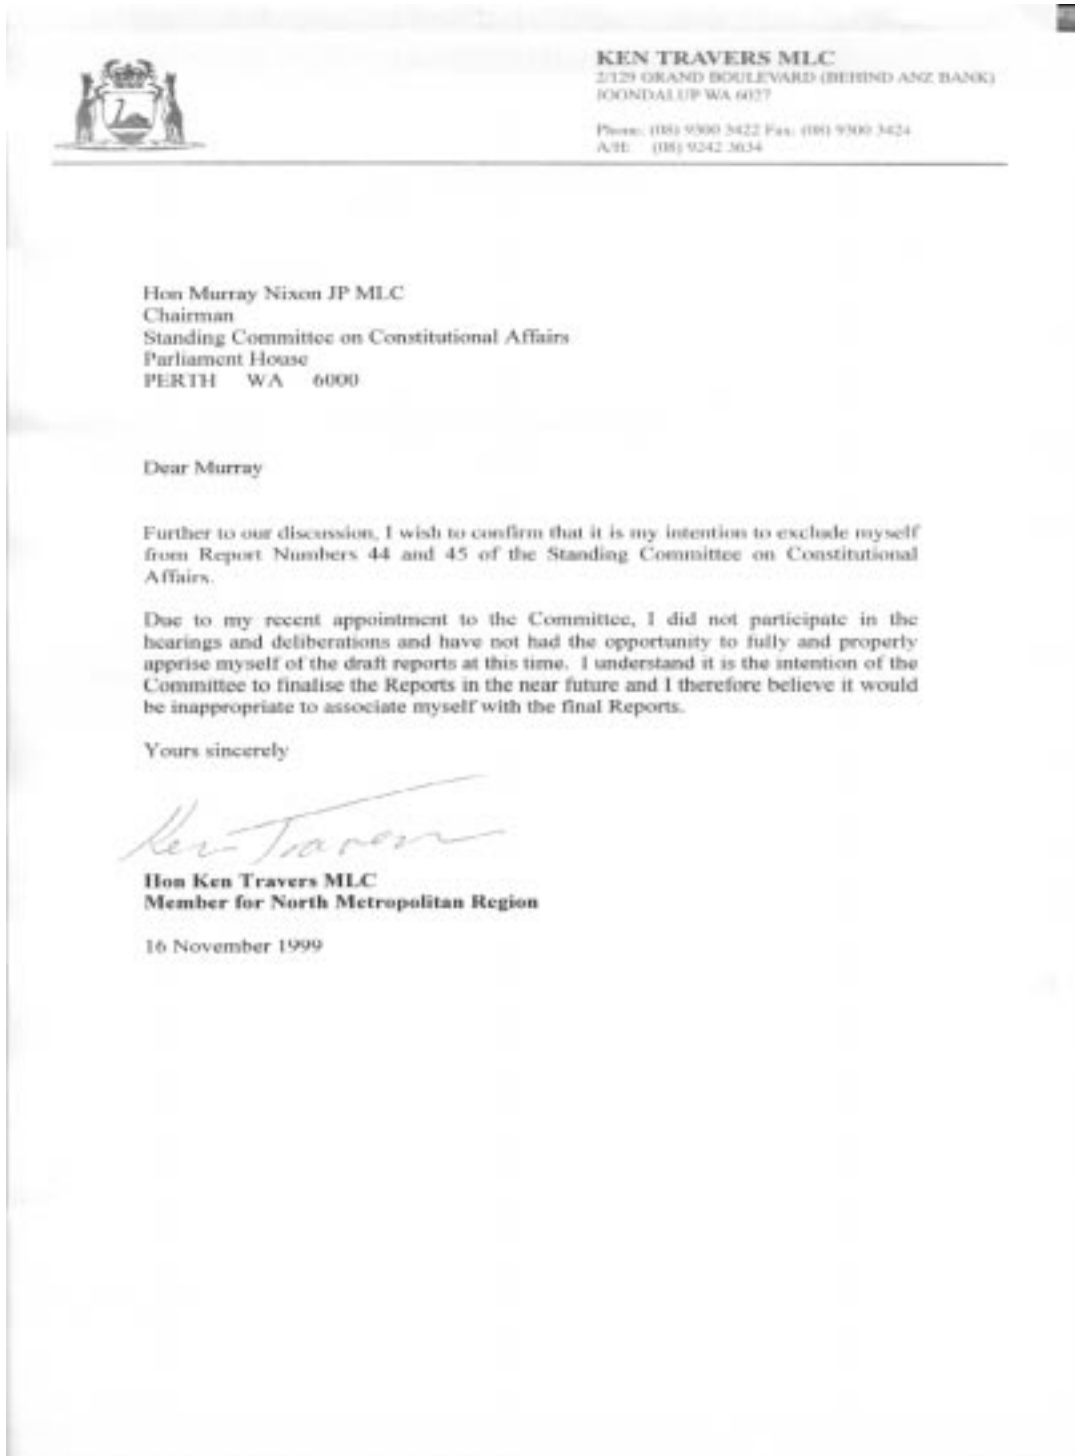 KEN TRAVERS MLC
2/129 GRAND BOULEVARD (BEHIND ANZ BANK)
JOONDALUP WA 6027
Phone: (08) 9300 3422 Fax: (08) 9300 3424
A/H: (08) 9242 3634
Hon Murray Nixon JP MLC
Chairman
Standing Committee on Constitutional Affairs
Parliament House
PERTH WA 6000
Dear Murray
Further to our discussion, I wish to confirm that it is my intention to exclude myself
from Report Numbers 44 and 45 of the Standing Committee on Constitutional
Affairs.
Due to my recent appointment to the Committee, I did not participate in the
hearings and deliberations and have not had the opportunity to fully and properly
apprise myself of the draft reports at this time. I understand it is the intention of the
Committee to finalise the Reports in the near future and I therefore believe it would
be inappropriate to associate myself with the final Reports.
Yours sincerely
Ken Travers
Hon Ken Travers MLC
Member for North Metropolitan Region
16 November 1999